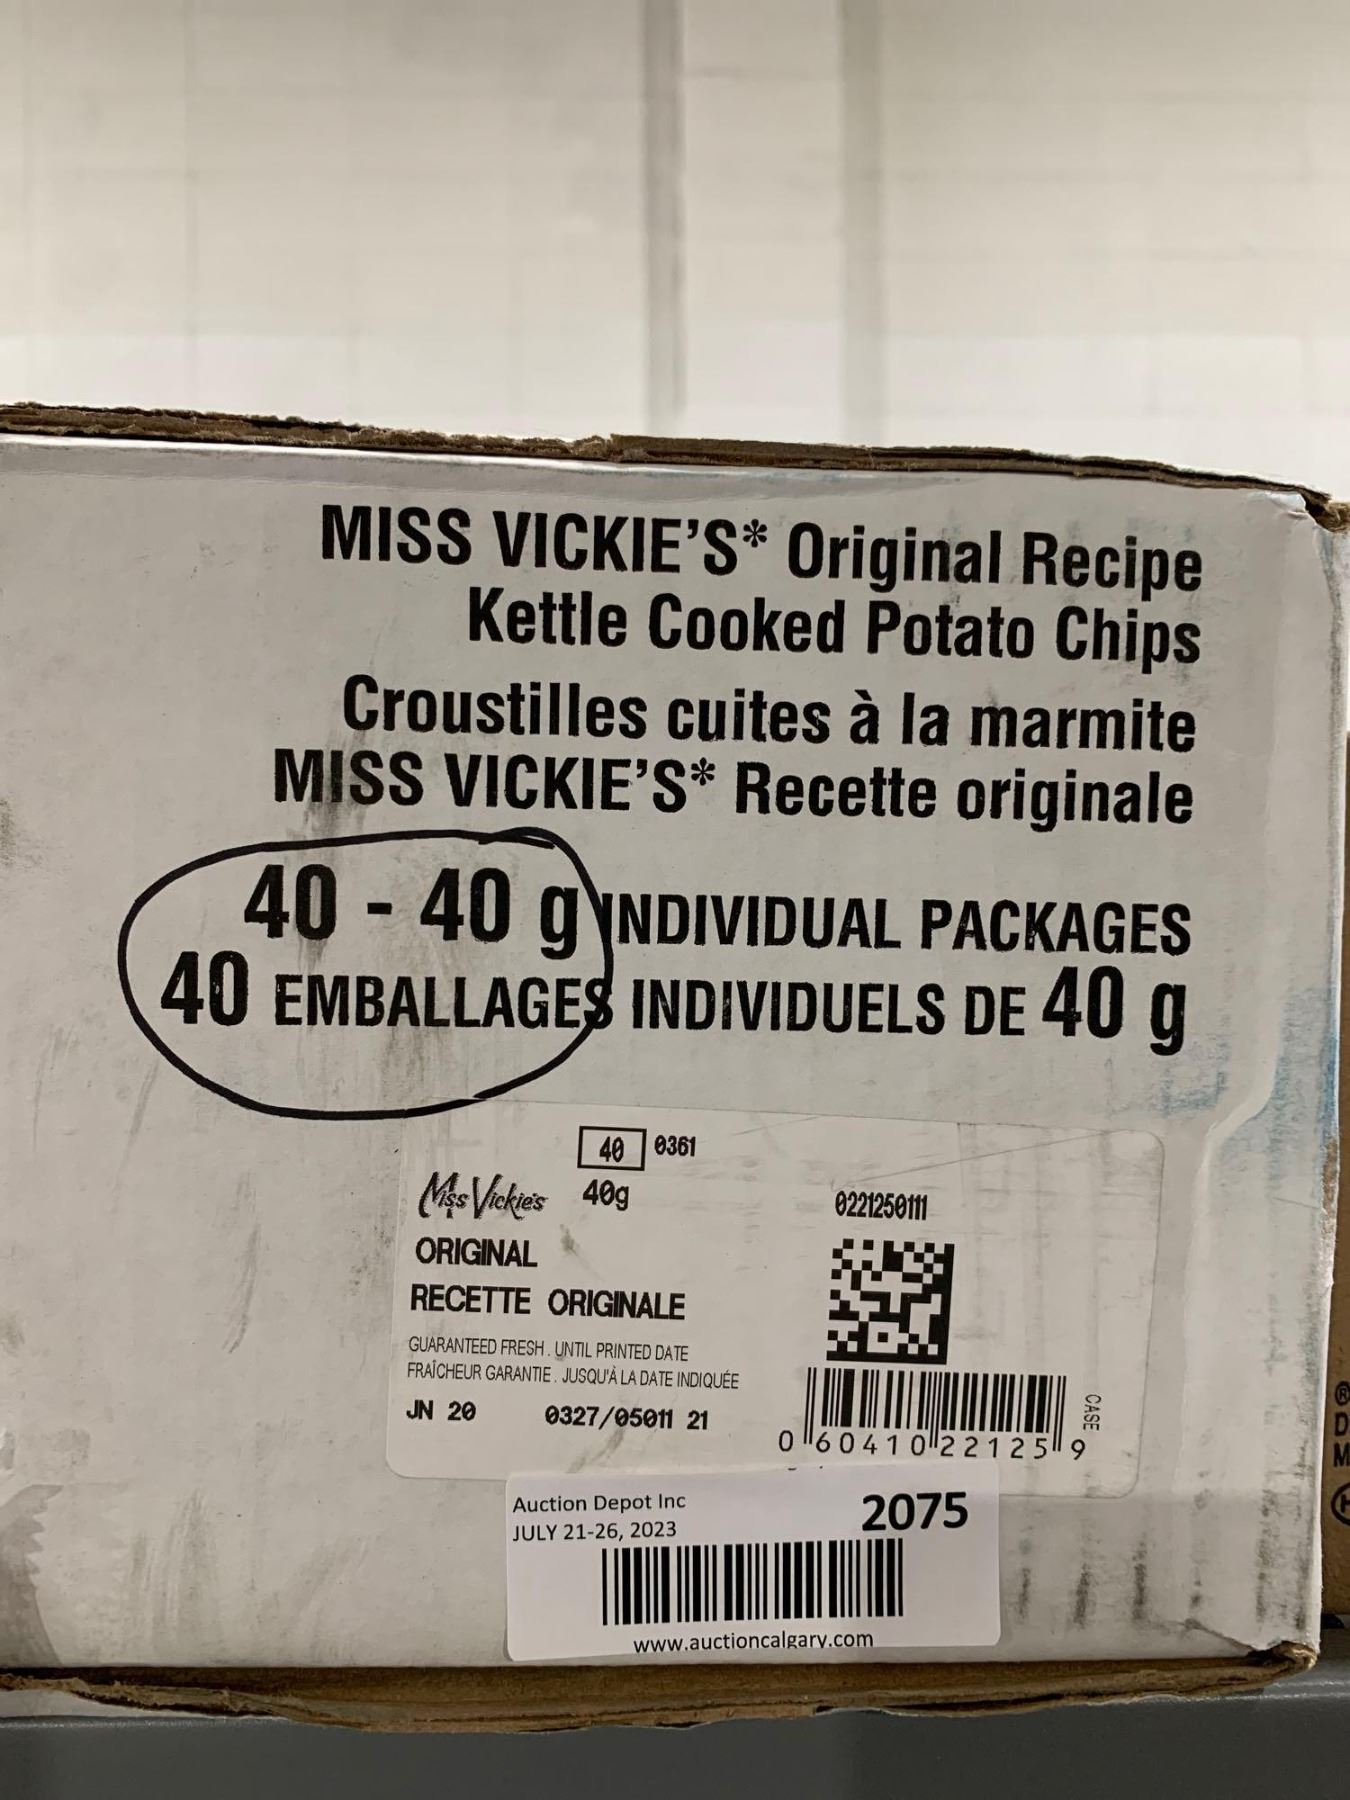 MISS VICKIE'S* Original Recipe
Kettle Cooked Potato Chips
Croustilles cuites à la marmite
MISS VICKIE'S* Recette originale
40 - 40 g INDIVIDUAL PACKAGES
40 EMBALLAGES INDIVIDUELS DE 40 g
40 0361
Miss Vickie's 40g
0221250111
ORIGINAL
RECETTE ORIGINALE
GUARANTEED FRESH. UNTIL PRINTED DATE
FRAÎCHEUR GARANTIE. JUSQU'À LA DATE INDIQUÉE
JN 20 0327/05011 21
CASE
0 60410 22125 9
Auction Depot Inc
JULY 21-26, 2023
2075
www.auctioncalgary.com